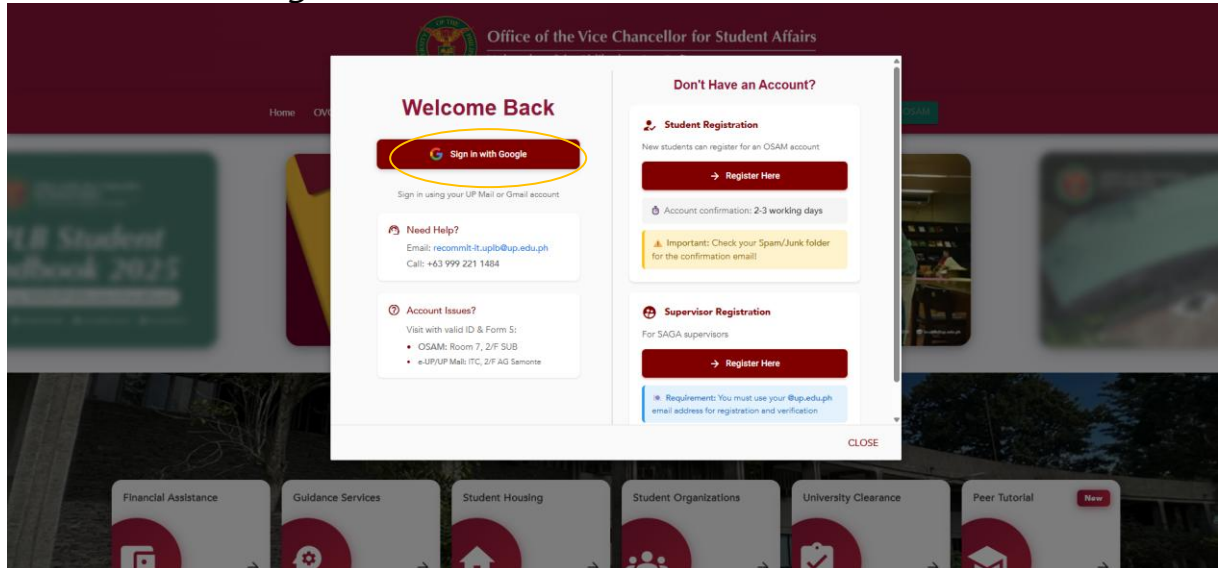 Office of the Vice Chancellor for Student Affairs
Home
Welcome Back
Sign in with Google
Sign in using your UP Mail or Gmail account
Need Help?
Email: recommit-it.uplb@up.edu.ph
Call: +63 999 221 1484
Account Issues?
Visit with valid ID & Form 5:
• OSAM: Room 7, 2/F SUB
• e-UP/UP Mail: ITC, 2/F AG Samonte
Don't Have an Account?
Student Registration
New students can register for an OSAM account
→ Register Here
Account confirmation: 2-3 working days
Important: Check your Spam/Junk folder
for the confirmation email!
Supervisor Registration
For SAGA supervisors
→ Register Here
Requirement: You must use your @up.edu.ph
email address for registration and verification
CLOSE
OSAM
Student
2025
Financial Assistance
Guidance Services
Student Housing
Student Organizations
University Clearance
Peer Tutorial
New